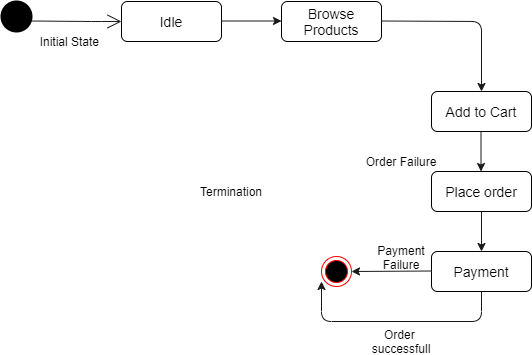 Idle
Browse
Products
Initial State
Add to Cart
Order Failure
Place order
Termination
Payment
Failure
Payment
Order
successfull